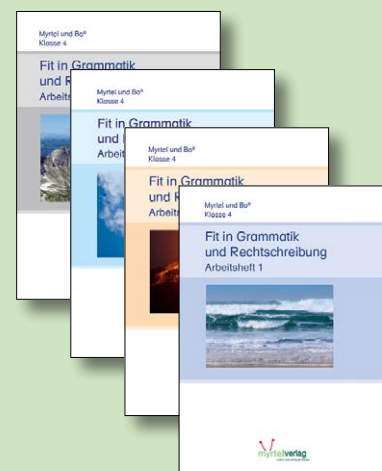 Myrtel und Bo®
Klasse 4
Fit in Grammatik
und R
Arbeits
Myrtel und Bo®
Klasse 4
Fit in Grammatik
und
Arbeit
Myrtel und Bo®
Klasse 4
Fit in Grammatik
und R
Arbeits
Myrtel und Bo®
Klasse 4
Fit in Grammatik
und Rechtschreibung
Arbeitsheft 1
myrtelverlag